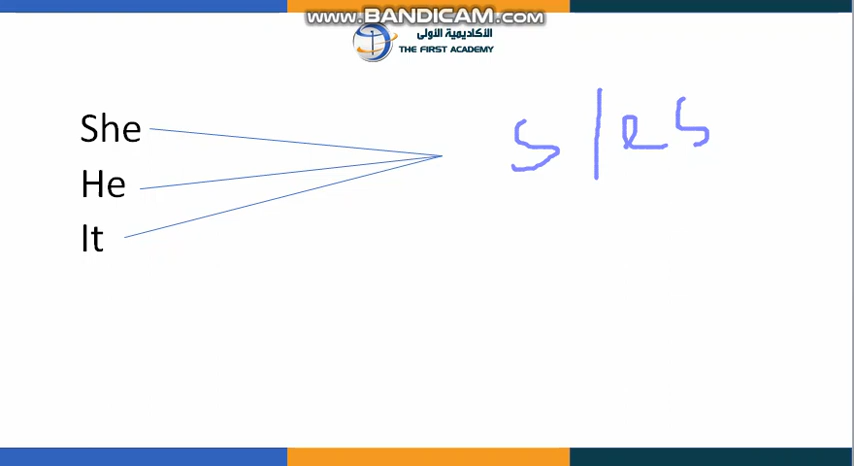 www.BANDICAM.com
الأكاديمية الأولى
THE FIRST ACADEMY
She
He
It
s/es